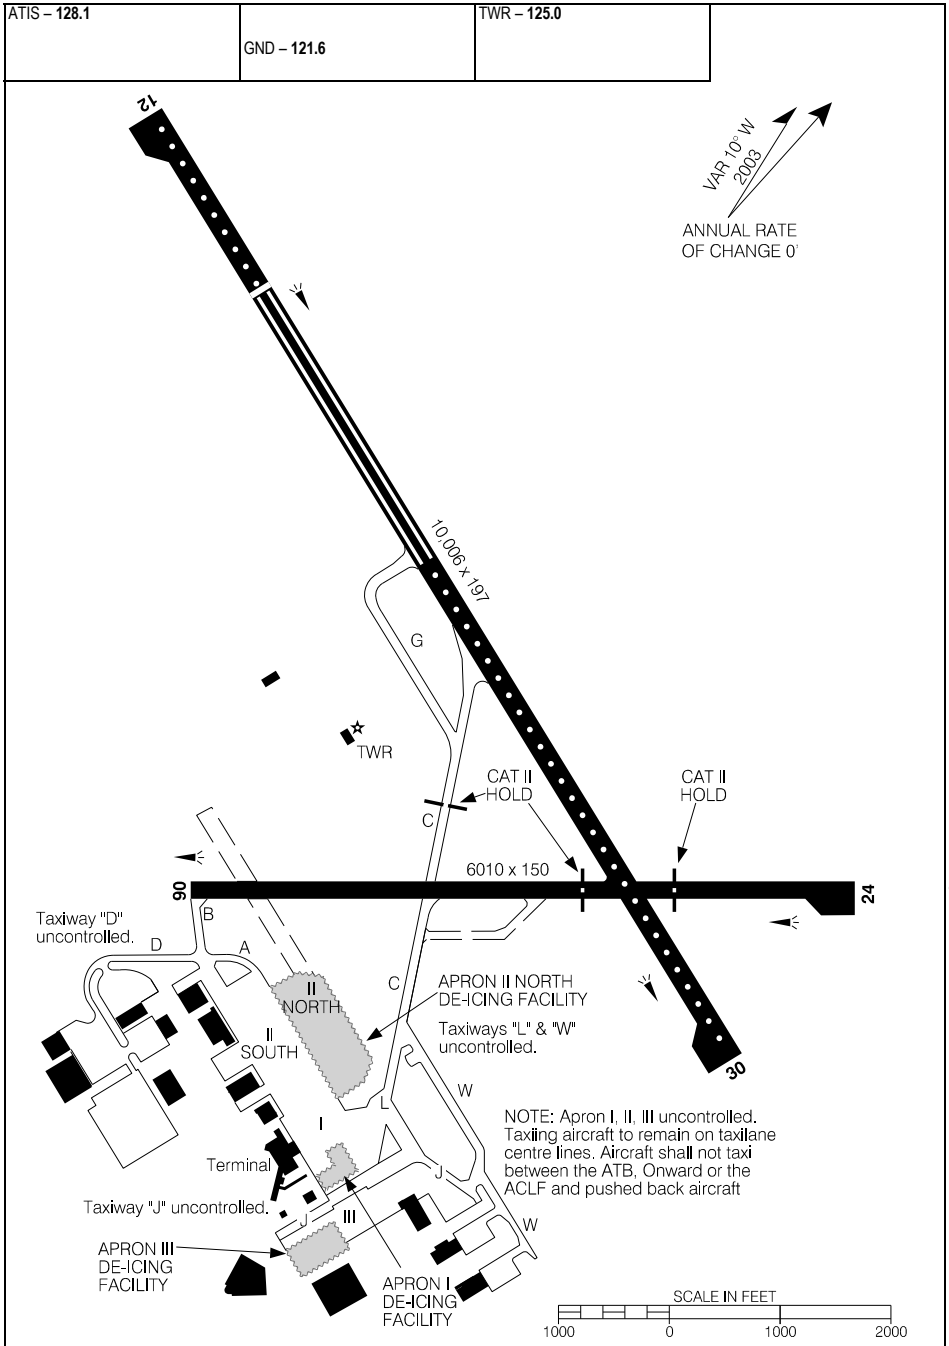 ATIS – 128.1
GND – 121.6
TWR – 125.0
12
VAR 10° W
2003
ANNUAL RATE
OF CHANGE 0'
10,006 x 197
G
TWR
CAT II
HOLD
CAT II
HOLD
C
6010 x 150
06
24
Taxiway "D"
uncontrolled.
B
D
A
C
II
NORTH
APRON II NORTH
DE-ICING FACILITY
II
SOUTH
Taxiways "L" & "W"
uncontrolled.
30
W
L
I
NOTE: Apron I, II, III uncontrolled.
Taxiing aircraft to remain on taxilane
centre lines. Aircraft shall not taxi
between the ATB, Onward or the
ACLF and pushed back aircraft
Terminal
J
Taxiway "J" uncontrolled.
J
III
W
APRON III
DE-ICING
FACILITY
APRON I
DE-ICING
FACILITY
SCALE IN FEET
1000
0
1000
2000